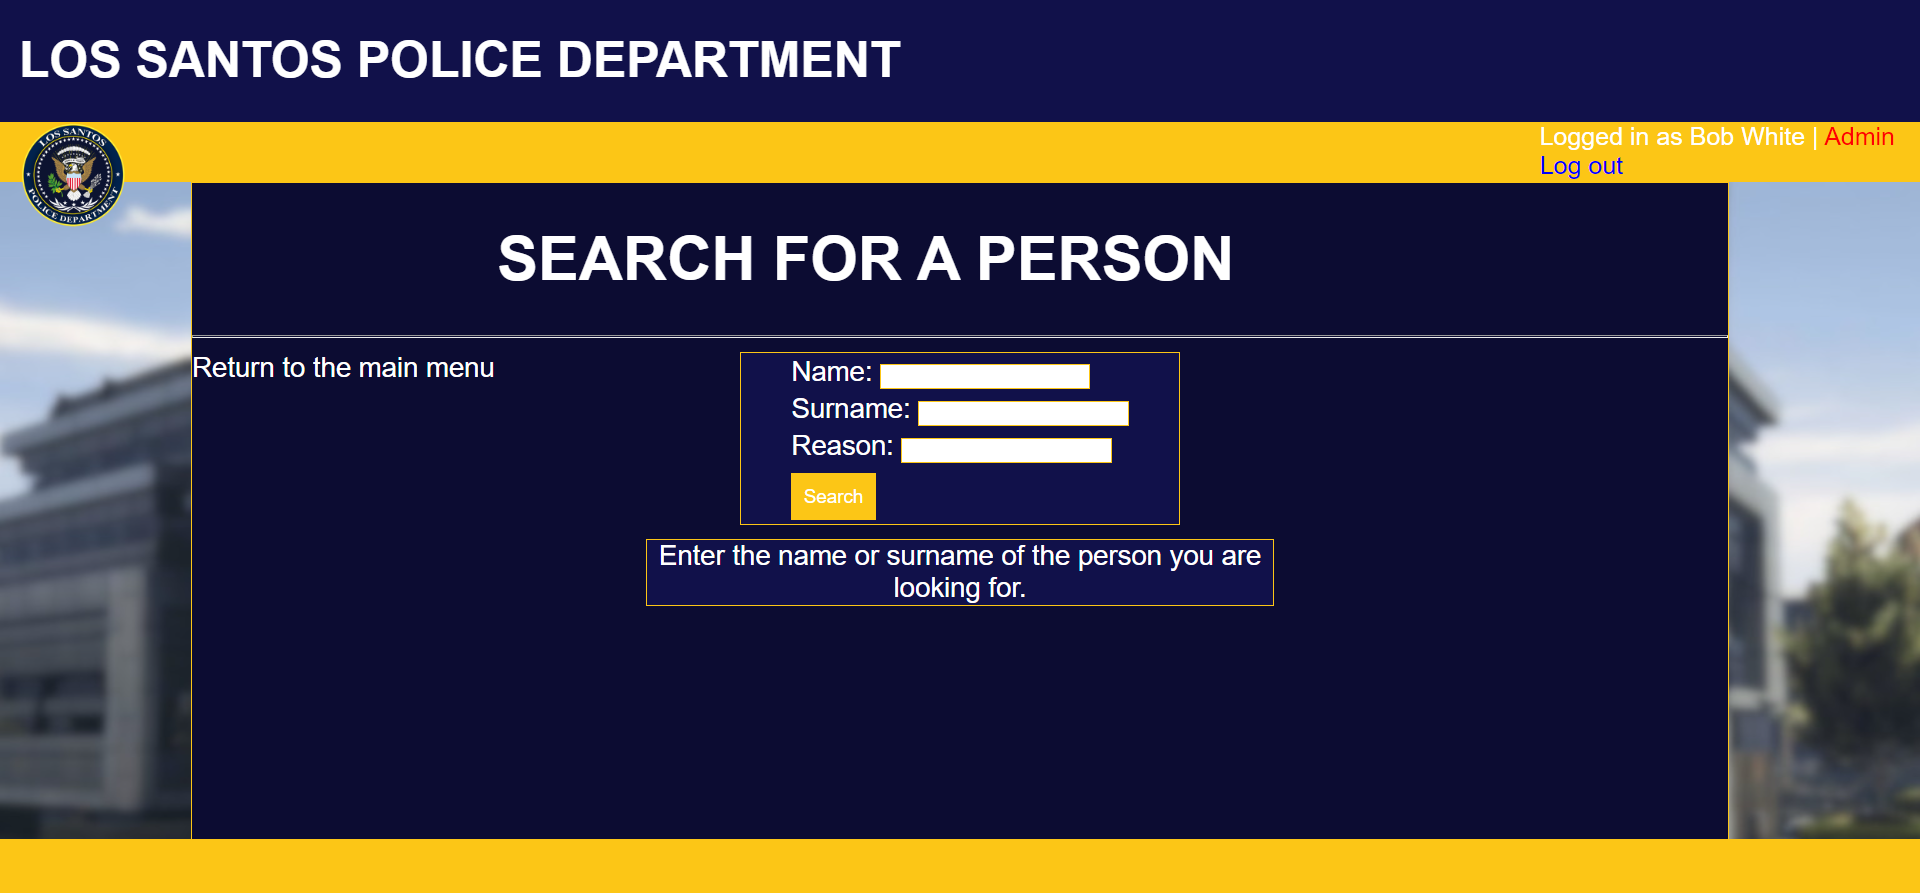 LOS SANTOS POLICE DEPARTMENT
Logged in as Bob White | Admin
Log out
LOS SANTOS
POLICE DEPARTMENT
SEARCH FOR A PERSON
Return to the main menu
Name:
Surname:
Reason:
Search
Enter the name or surname of the person you are
looking for.